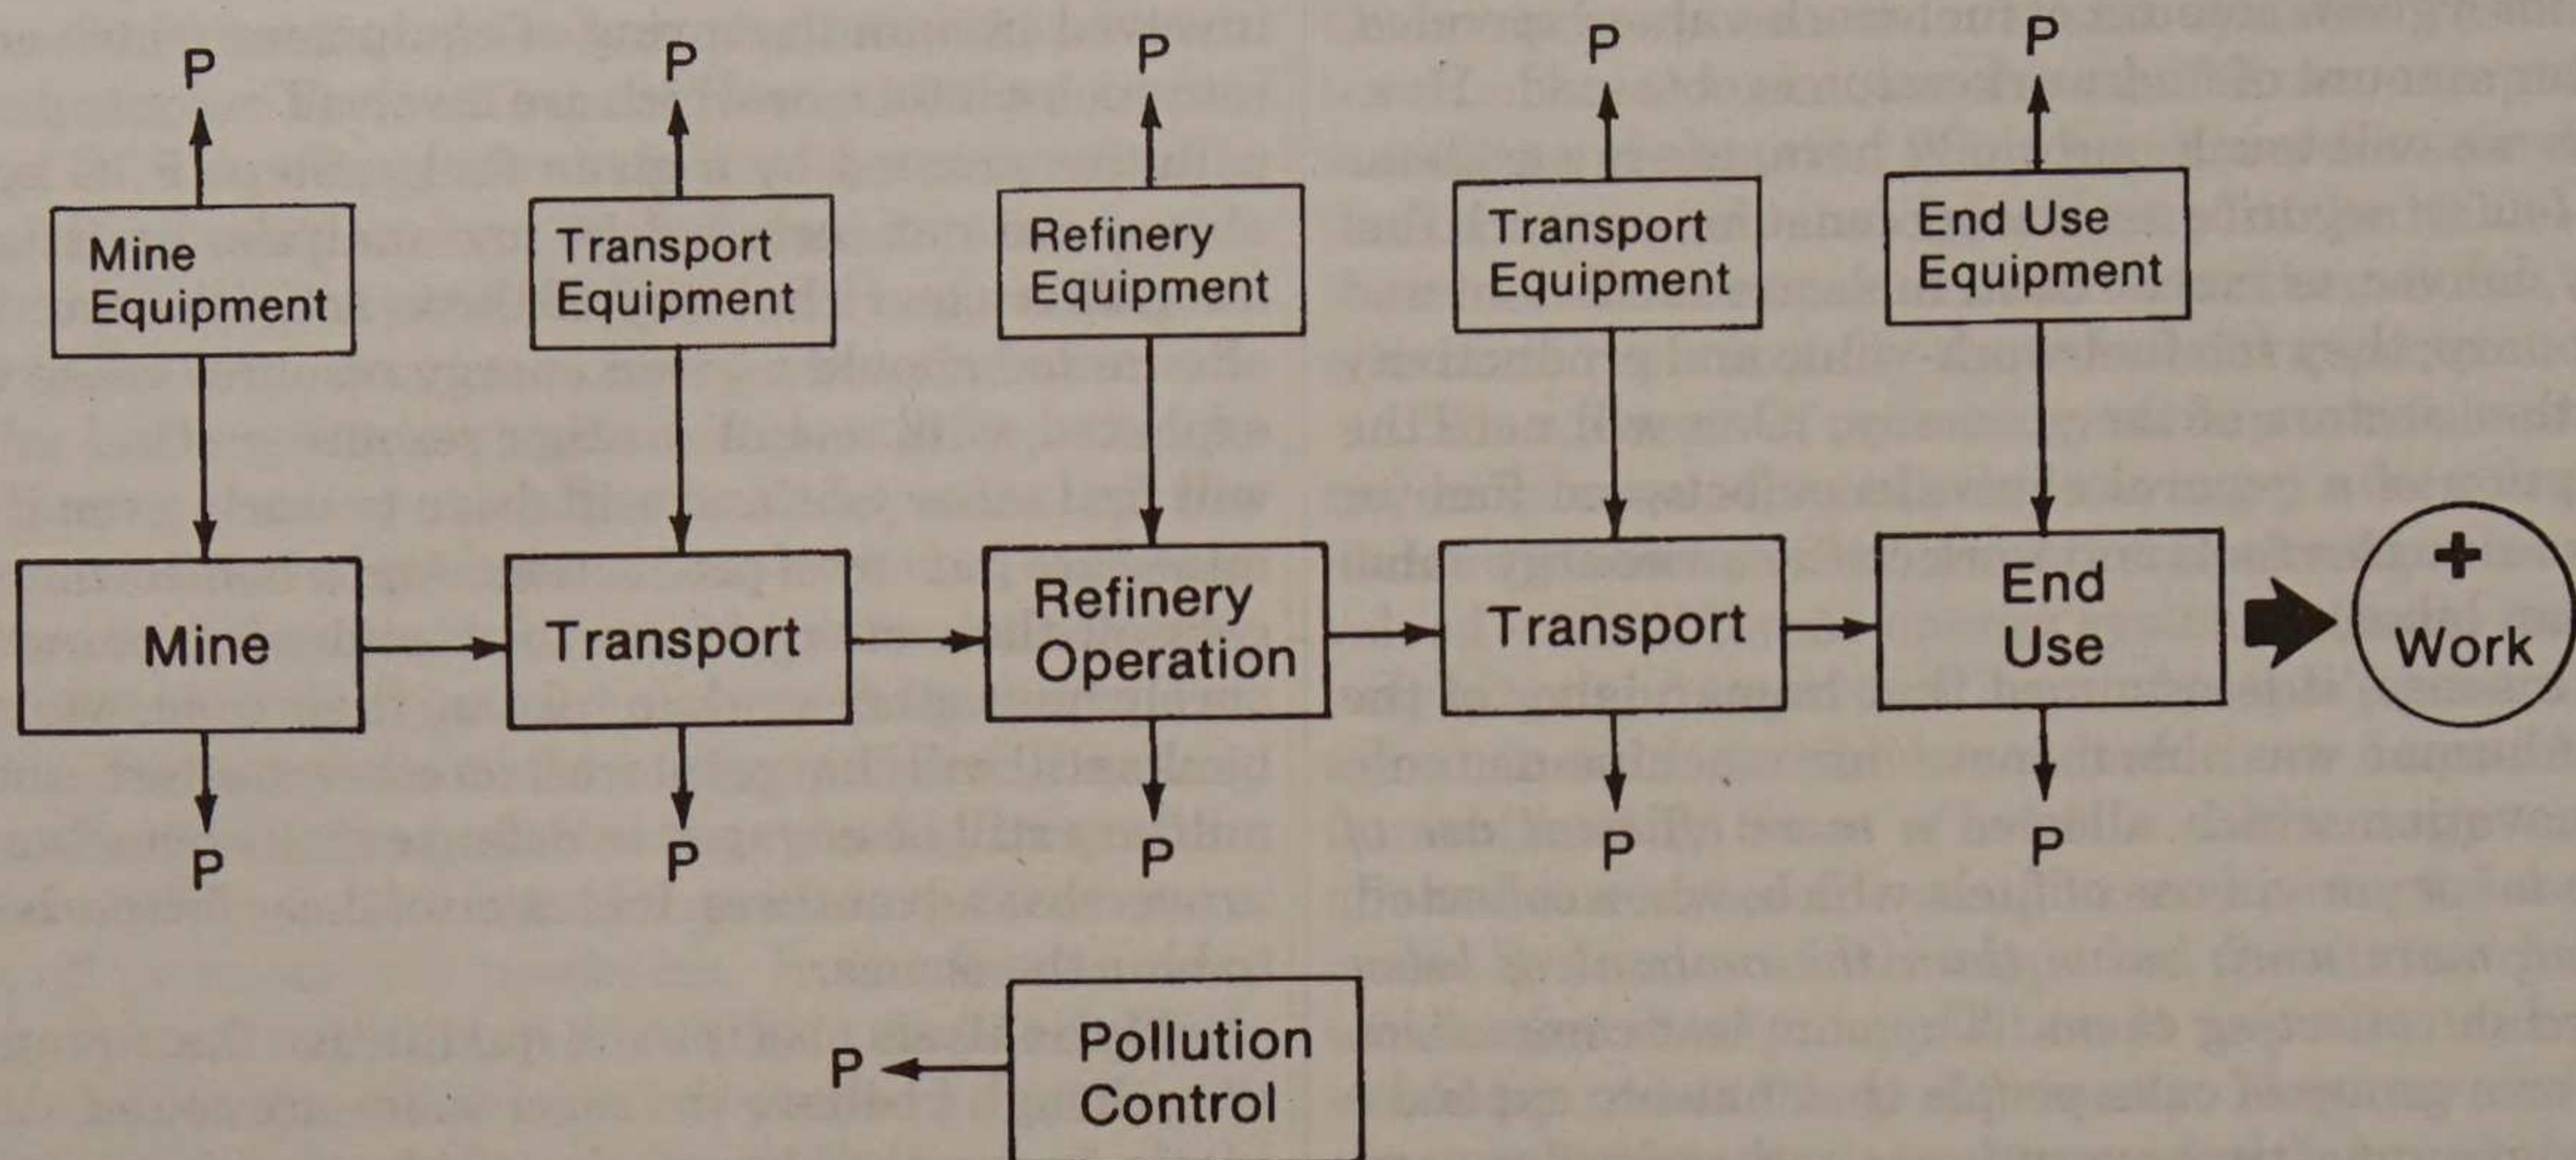 P
P
P
P
P
Mine
Equipment
Transport
Equipment
Refinery
Equipment
Transport
Equipment
End Use
Equipment
Mine
Transport
Refinery
Operation
Transport
End
Use
+
Work
P
P
P
P
P
P
Pollution
Control